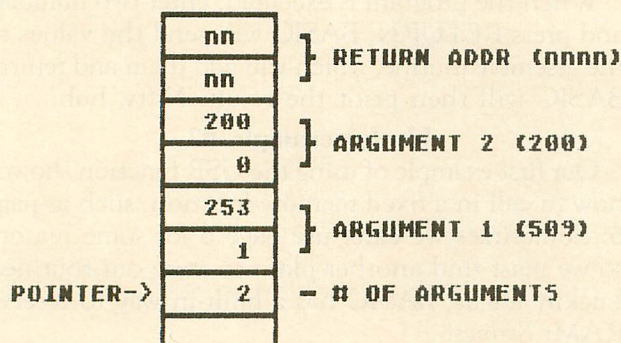 nn
nn
} RETURN ADDR (nnnn)
200
0
} ARGUMENT 2 (200)
253
1
} ARGUMENT 1 (509)
POINTER-> 2 - # OF ARGUMENTS